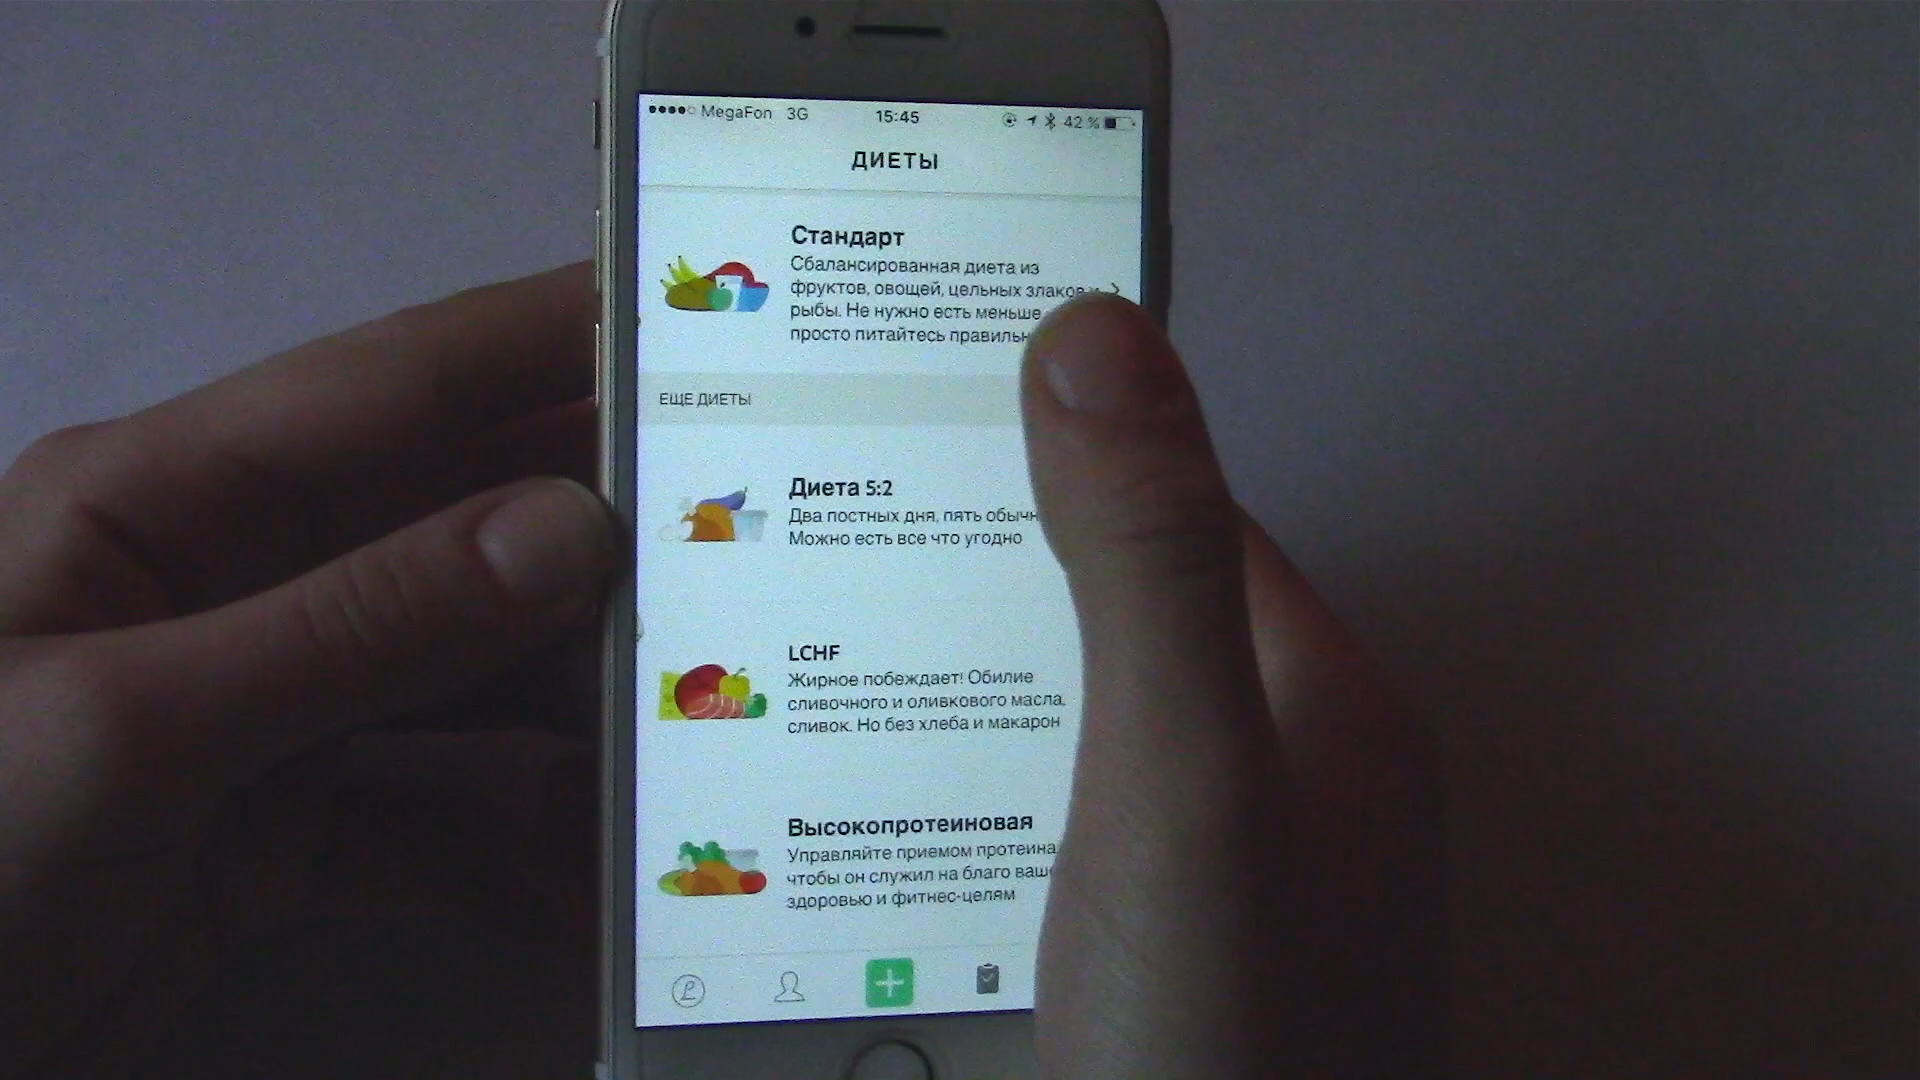 MegaFon 3G 15:45 42 %
ДИЕТЫ
Стандарт
Сбалансированная диета из
фруктов, овощей, цельных злаков и
рыбы. Не нужно есть меньше
просто питайтесь
ЕЩЕ ДИЕТЫ
Диета 5:2
Два постных дня, пять
Можно есть все что угодно
LCHF
Жирное побеждает! Обилие
сливочного и оливкового масла,
сливок. Но без хлеба и макарон
Высокопротеиновая
Управляйте приемом протеина,
чтобы он служил на благо
здоровью и фитнес-целям